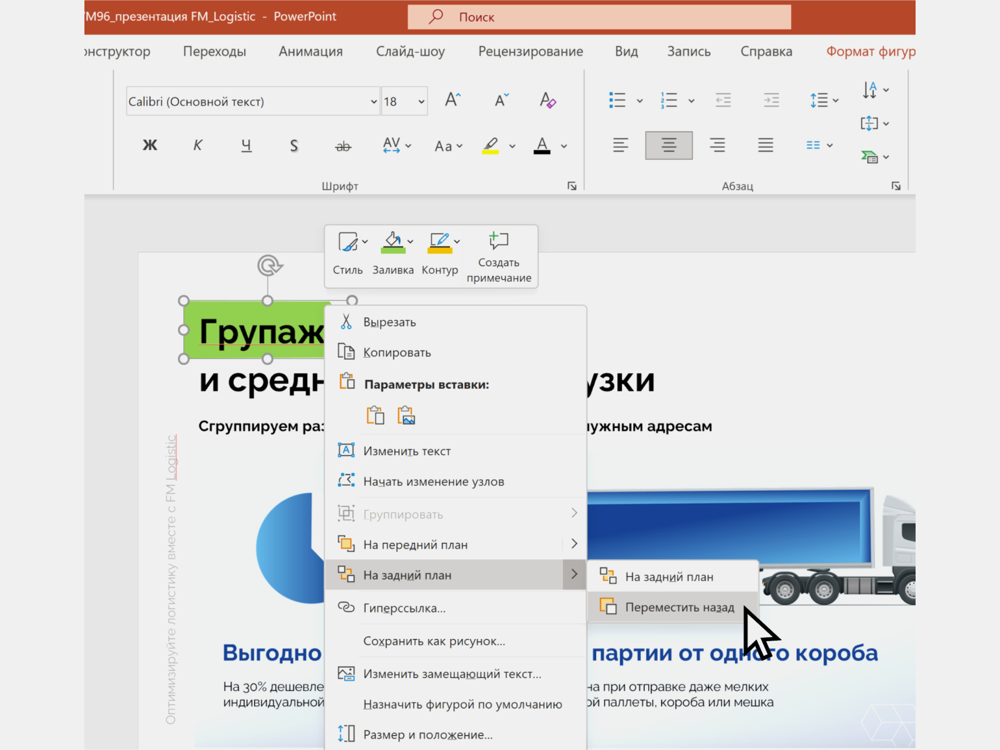 M96_презентация FM_Logistic - PowerPoint
Поиск
онструктор Переходы Анимация Слайд-шоу Рецензирование Вид Запись Справка Формат фигур
Calibri (Основной текст) 18
Ж К Ч S ab AV Aa A
Шрифт Абзац
Стиль Заливка Контур Создать
примечание
Групаж
и средн
узки
Сгруппируем раз
нужным адресам
Оптимизируйте логистику вместе с FM Logistic
Вырезать
Копировать
Параметры вставки:
Изменить текст
Начать изменение узлов
Группировать
На передний план
На задний план
Гиперссылка...
Сохранить как рисунок...
Изменить замещающий текст...
Назначить фигурой по умолчанию
Размер и положение...
На задний план
Переместить назад
Выгодно
партии от одного короба
На 30% дешевле
индивидуальной
на при отправке даже мелких
ой паллеты, короба или мешка